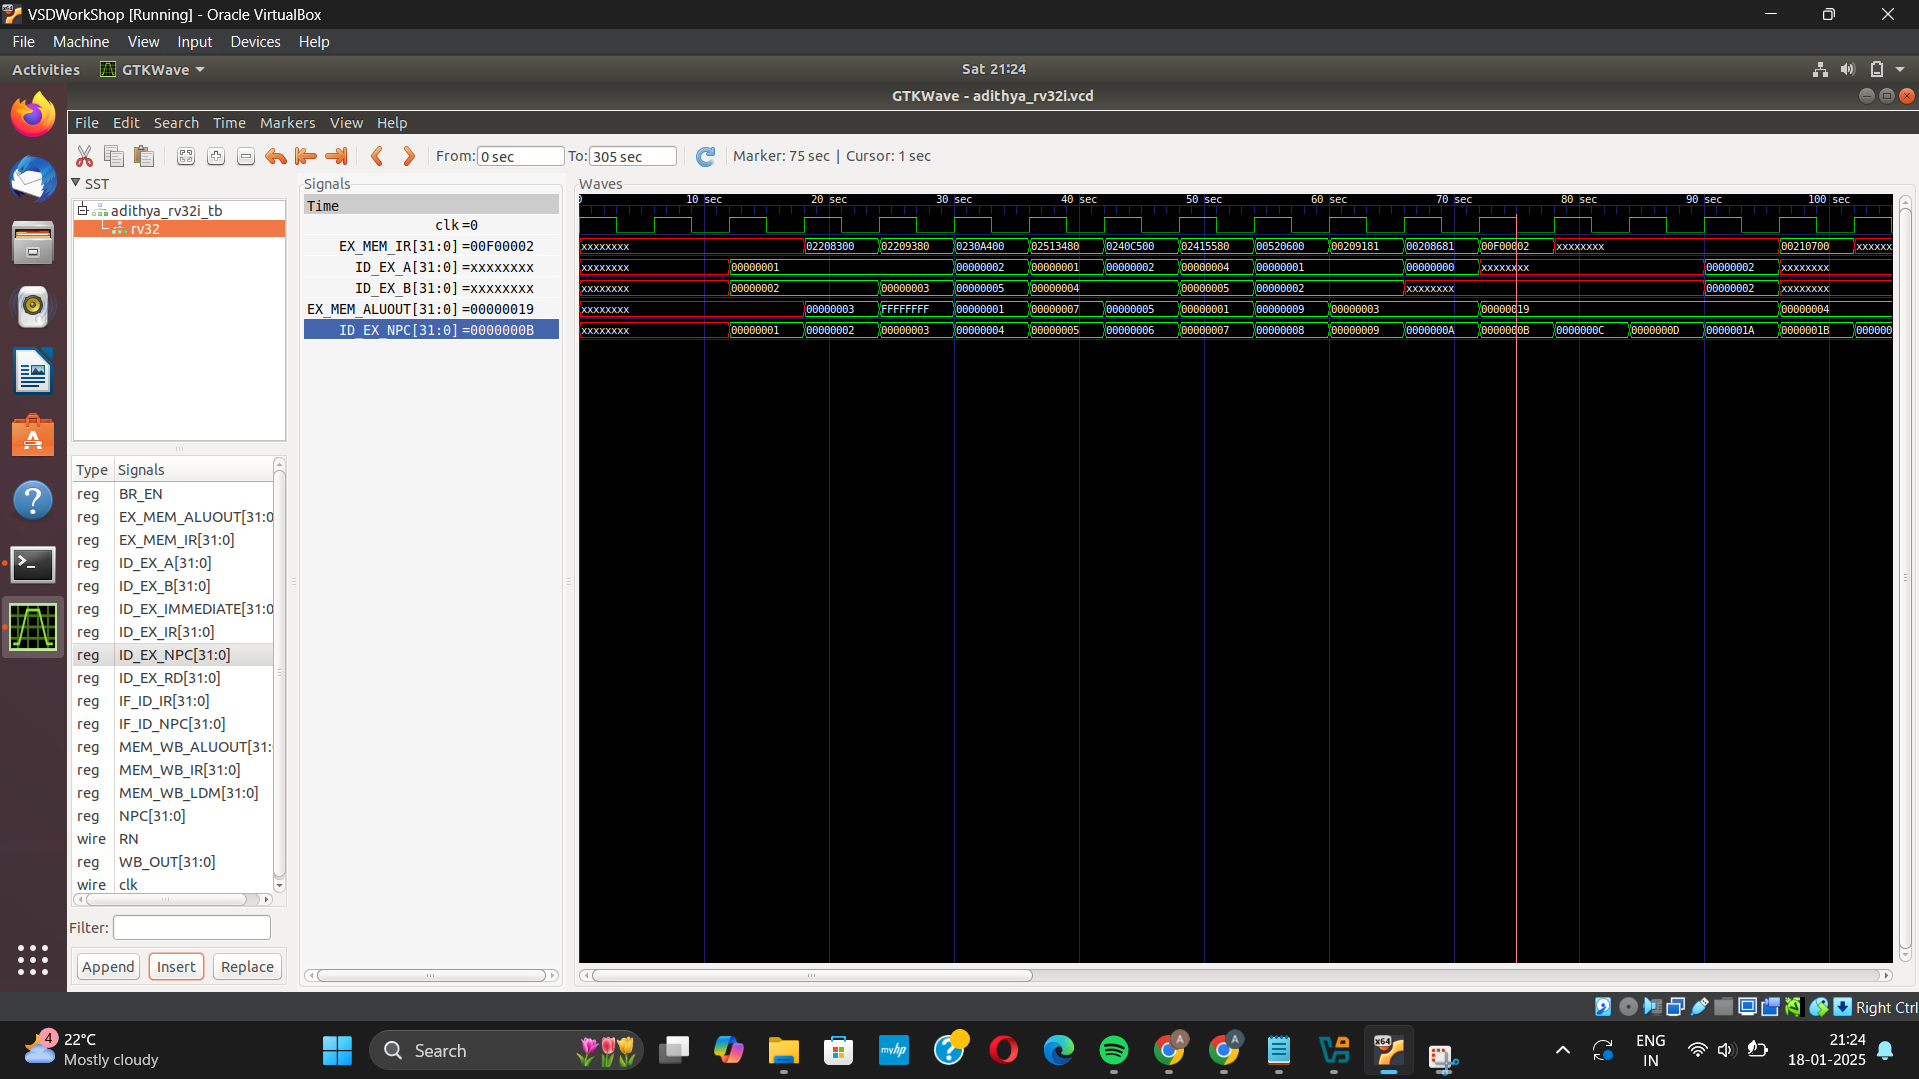 VSDWorkShop [Running] - Oracle VirtualBox
File Machine View Input Devices Help
Activities GTKWave Sat 21:24
GTKWave - adithya_rv32i.vcd
File Edit Search Time Markers View Help
From: 0 sec To: 305 sec Marker: 75 sec | Cursor: 1 sec
SST
adithya_rv32i_tb
rv32
Type Signals
reg BR_EN
reg EX_MEM_ALUOUT[31:0
reg EX_MEM_IR[31:0]
reg ID_EX_A[31:0]
reg ID_EX_B[31:0]
reg ID_EX_IMMEDIATE[31:0
reg ID_EX_IR[31:0]
reg ID_EX_NPC[31:0]
reg ID_EX_RD[31:0]
reg IF_ID_IR[31:0]
reg IF_ID_NPC[31:0]
reg MEM_WB_ALUOUT[31:
reg MEM_WB_IR[31:0]
reg MEM_WB_LDM[31:0]
reg NPC[31:0]
wire RN
reg WB_OUT[31:0]
wire clk
Filter:
Append Insert Replace
Signals
Time
clk =0
EX_MEM_IR[31:0] =00F00002
ID_EX_A[31:0] =xxxxxxxx
ID_EX_B[31:0] =xxxxxxxx
EX_MEM_ALUOUT[31:0] =00000019
ID_EX_NPC[31:0] =0000000B
Waves
0 10 sec 20 sec 30 sec 40 sec 50 sec 60 sec 70 sec 80 sec 90 sec 100 sec
xxxxxxxx 02208300 02209380 0230A400 02513480 0240C500 02415580 00520600 00209181 00208681 00F00002 xxxxxxxx 00210700 xxxxxx
xxxxxxxx 00000001 00000002 00000001 00000002 00000004 00000001 00000000 xxxxxxxx 00000002 xxxxxxxx
xxxxxxxx 00000002 00000003 00000005 00000004 00000005 00000002 xxxxxxxx 00000002 xxxxxxxx
xxxxxxxx 00000003 FFFFFFFF 00000001 00000007 00000005 00000001 00000009 00000003 00000019 00000004
xxxxxxxx 00000001 00000002 00000003 00000004 00000005 00000006 00000007 00000008 00000009 0000000A 0000000B 0000000C 0000000D 0000001A 0000001B 000000
Right Ctrl
4 22°C
Mostly cloudy
Search
myhp
A
A
x64
ENG
IN
21:24
18-01-2025